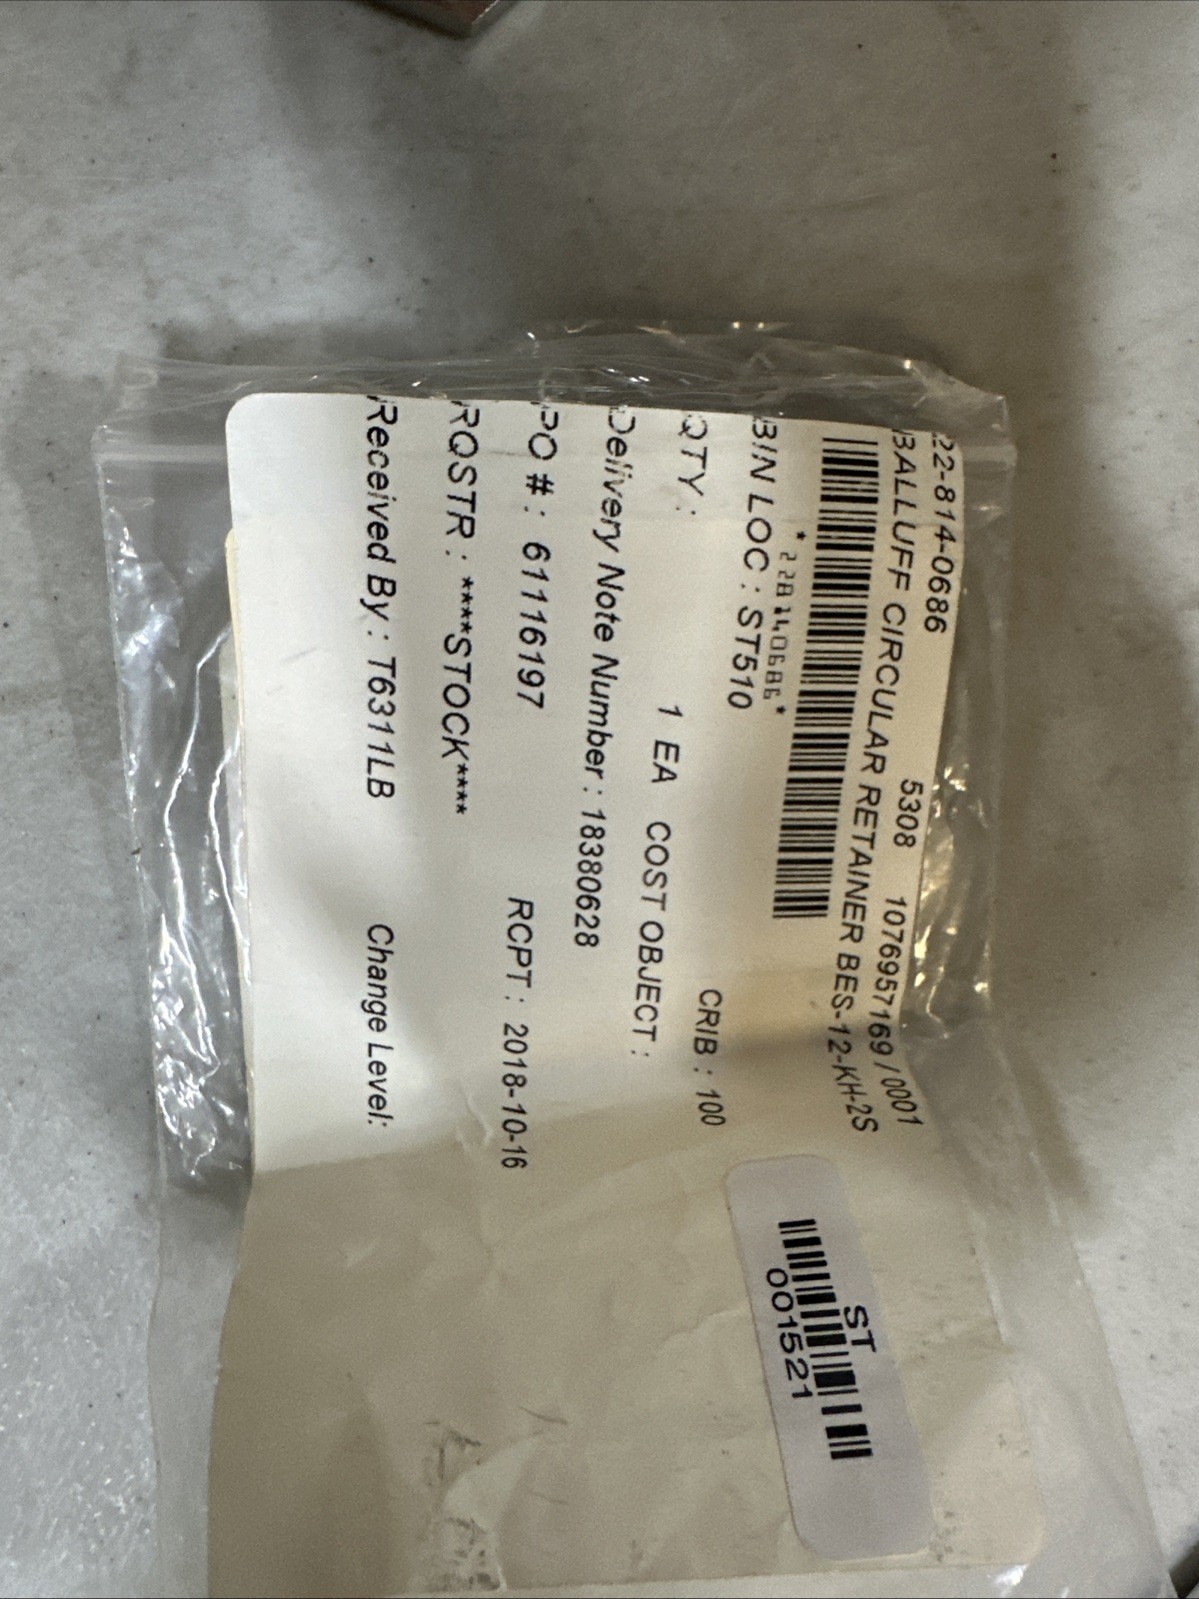 22-814-0686 5308 1076957169 / 0001
BALLUFF CIRCULAR RETAINER BES-12-KH-2S
*228140686*
BIN LOC : ST510 CRIB : 100
QTY : 1 EA COST OBJECT :
Delivery Note Number : 18380628
PO # : 61116197 RCPT : 2018-10-16
RQSTR : ****STOCK****
Received By : T6311LB Change Level:
ST
001521